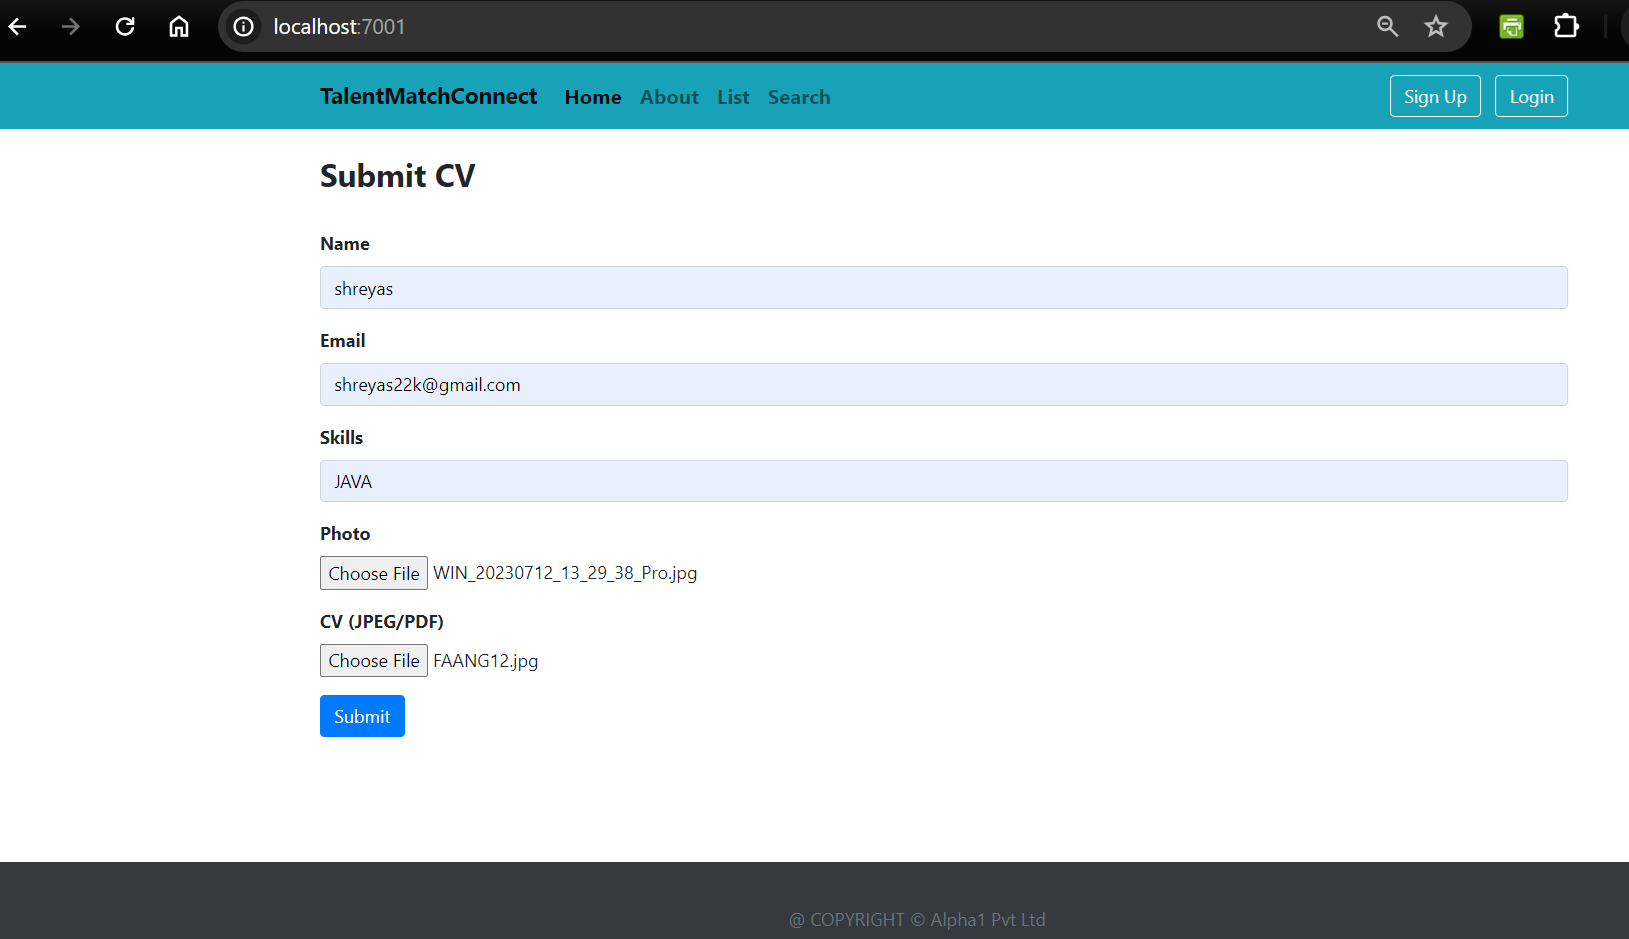 localhost:7001
TalentMatchConnect Home About List Search Sign Up Login
Submit CV
Name
shreyas
Email
shreyas22k@gmail.com
Skills
JAVA
Photo
Choose File WIN_20230712_13_29_38_Pro.jpg
CV (JPEG/PDF)
Choose File FAANG12.jpg
Submit
@ COPYRIGHT © Alpha1 Pvt Ltd